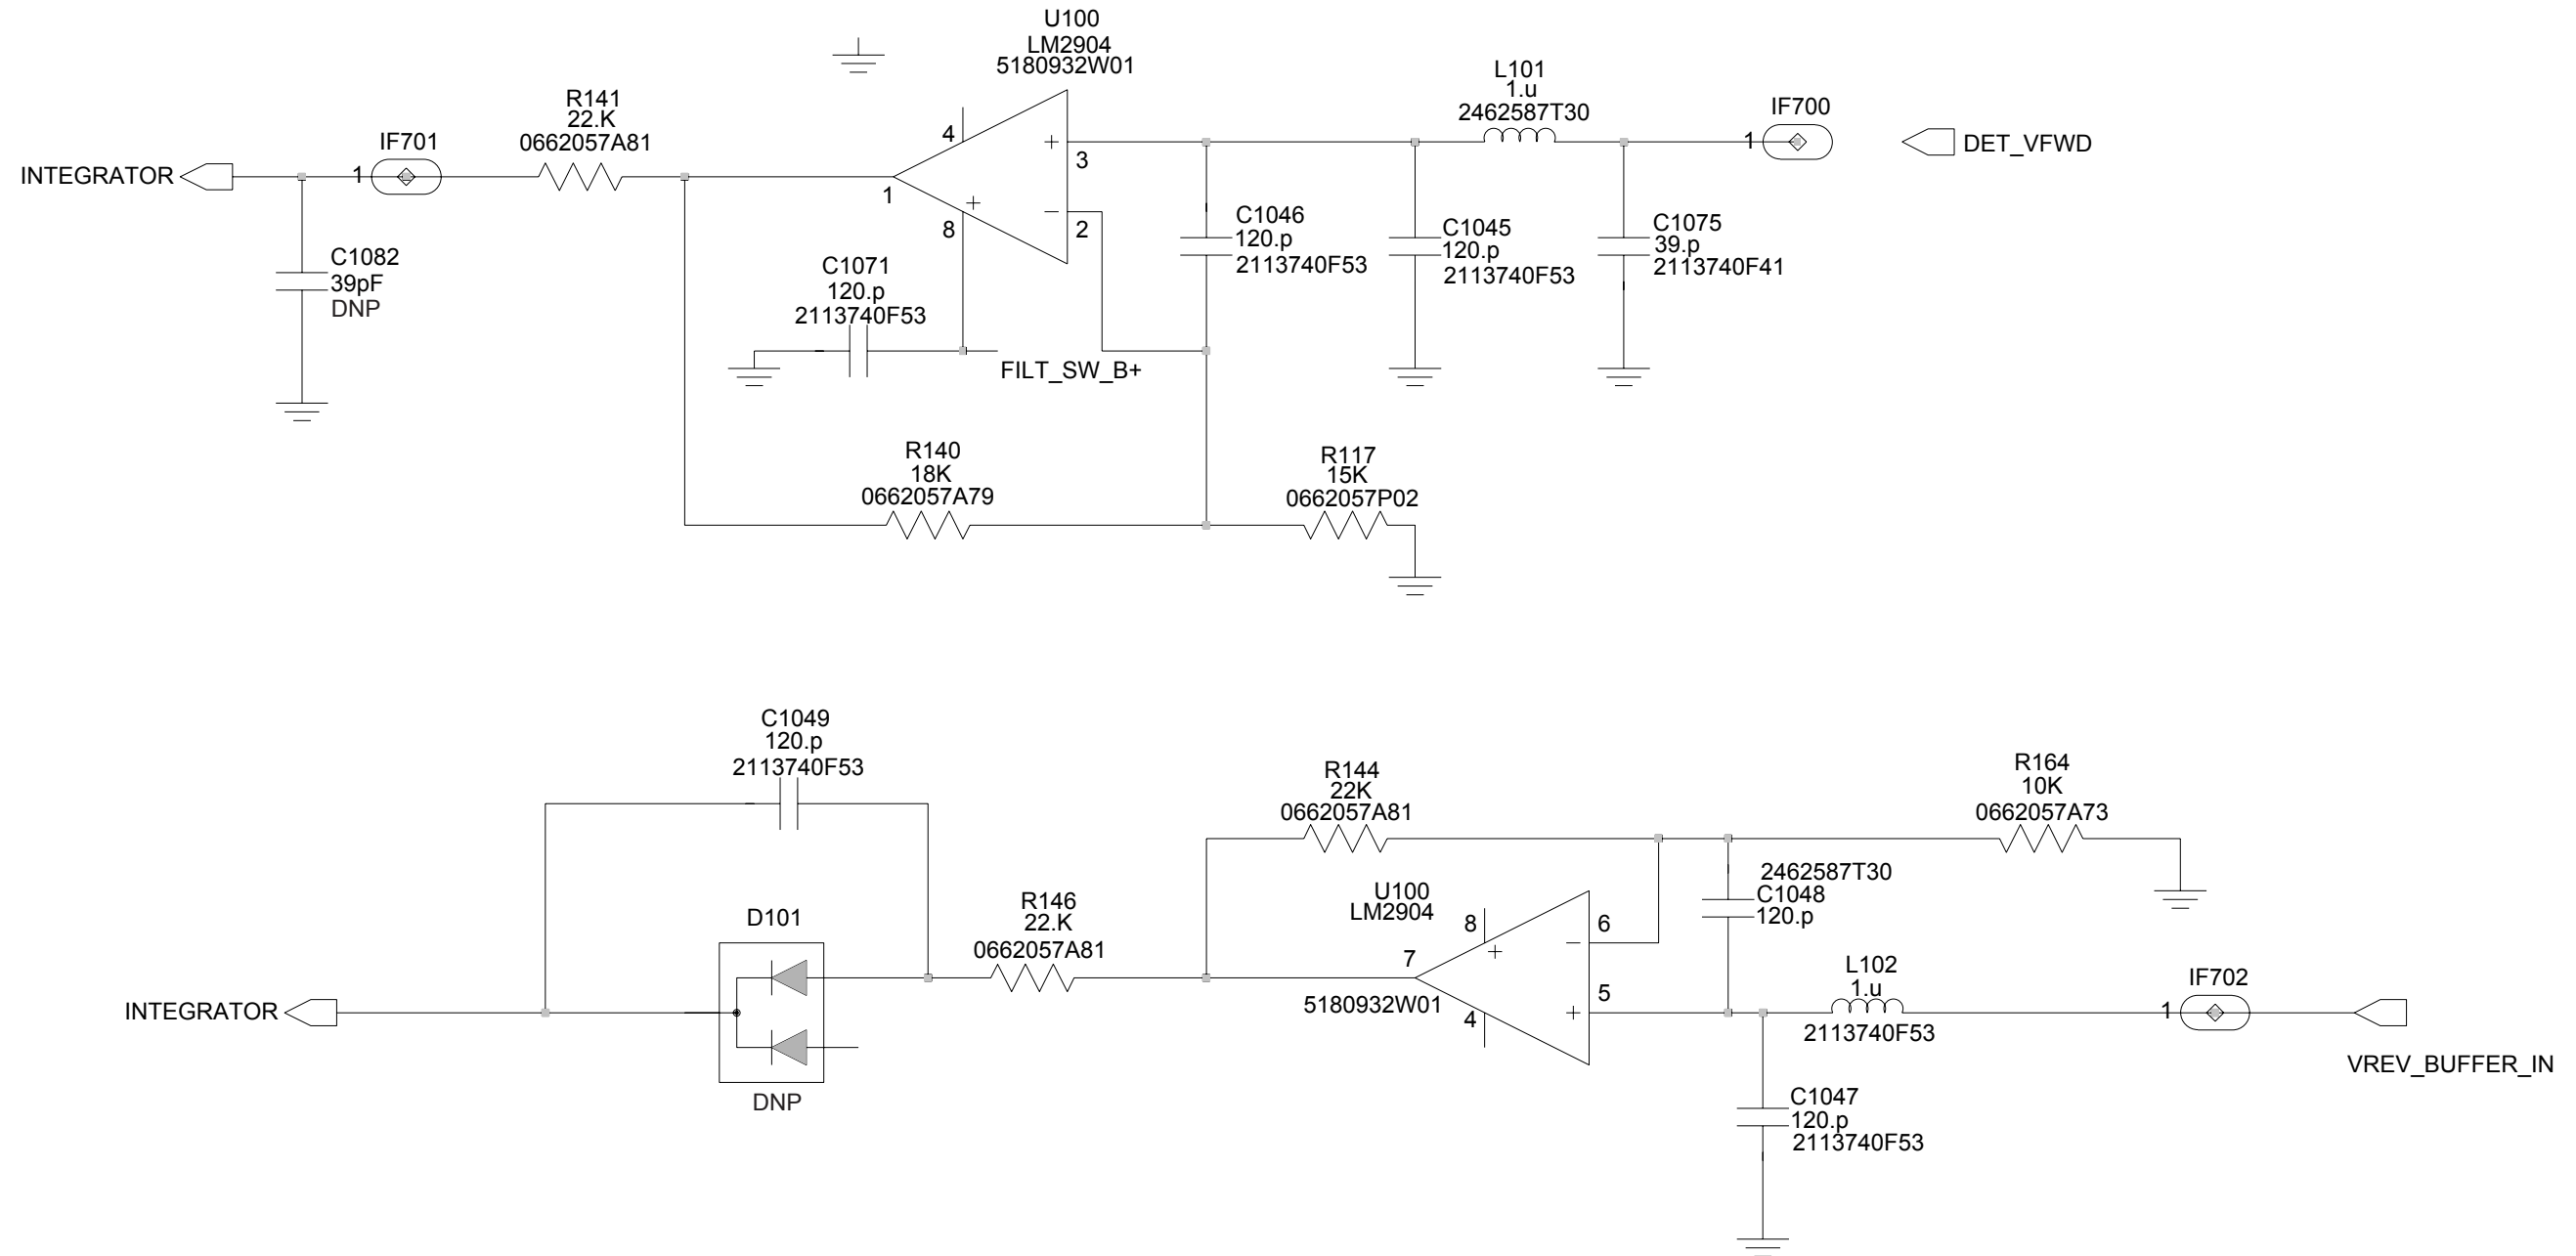 U100
LM2904
5180932W01
L101
1.u
2462587T30
IF700
1
DET_VFWD
R141
22.K
0662057A81
IF701
1
INTEGRATOR
4
+
3
1
+
8
−
2
C1046
120.p
2113740F53
C1045
120.p
2113740F53
C1075
39.p
2113740F41
C1082
39pF
DNP
C1071
120.p
2113740F53
FILT_SW_B+
R140
18K
0662057A79
R117
15K
0662057P02
C1049
120.p
2113740F53
R144
22K
0662057A81
R164
10K
0662057A73
2462587T30
C1048
120.p
U100
LM2904
8
+
6
−
7
5
+
4
5180932W01
R146
22.K
0662057A81
D101
DNP
INTEGRATOR
L102
1.u
2113740F53
IF702
1
VREV_BUFFER_IN
C1047
120.p
2113740F53